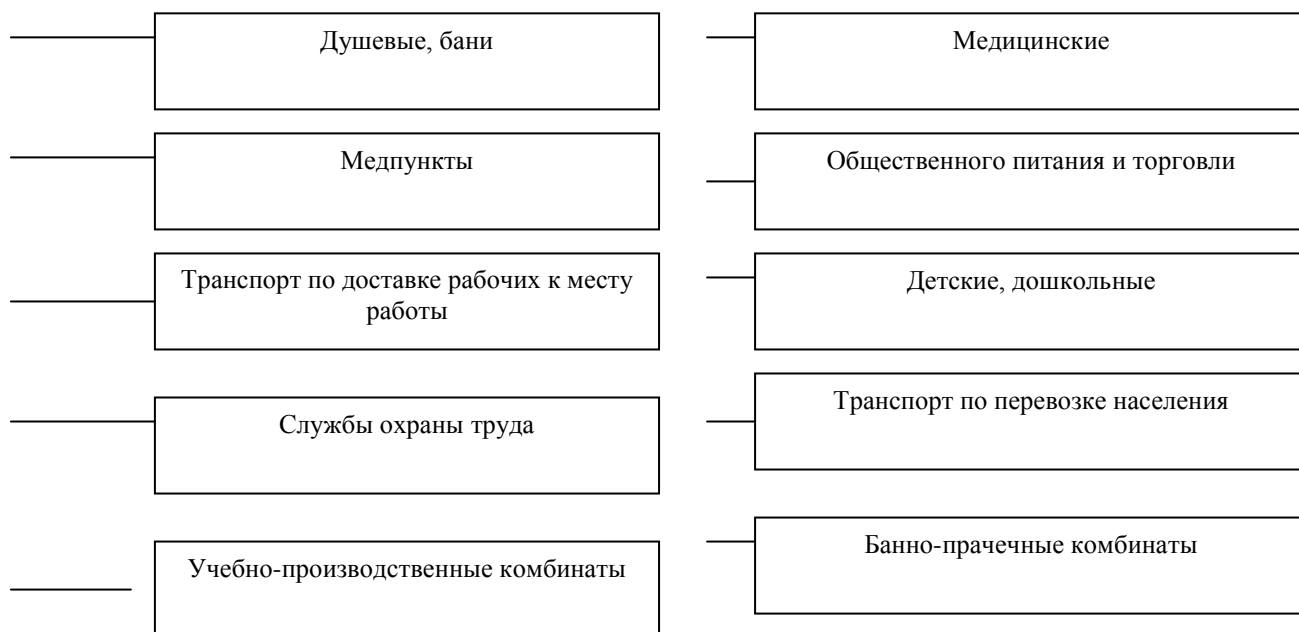 Душевые, бани
Медпункты
Транспорт по доставке рабочих к месту
работы
Службы охраны труда
Учебно-производственные комбинаты
Медицинские
Общественного питания и торговли
Детские, дошкольные
Транспорт по перевозке населения
Банно-прачечные комбинаты